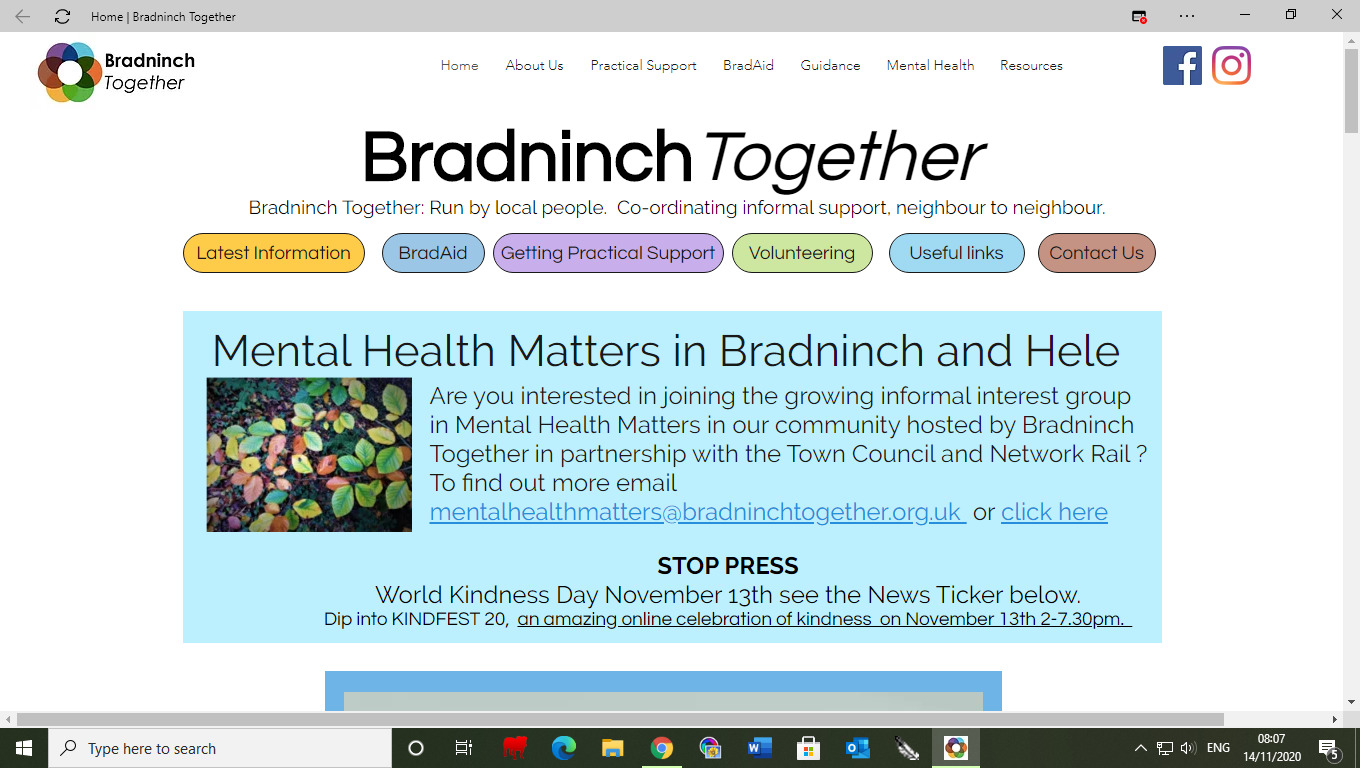 Home | Bradninch Together
Bradninch
Together
Home About Us Practical Support BradAid Guidance Mental Health Resources
Bradninch Together
Bradninch Together: Run by local people. Co-ordinating informal support, neighbour to neighbour.
Latest Information BradAid Getting Practical Support Volunteering Useful links Contact Us
Mental Health Matters in Bradninch and Hele
Are you interested in joining the growing informal interest group
in Mental Health Matters in our community hosted by Bradninch
Together in partnership with the Town Council and Network Rail ?
To find out more email
mentalhealthmatters@bradninchtogether.org.uk or click here
STOP PRESS
World Kindness Day November 13th see the News Ticker below.
Dip into KINDFEST 20, an amazing online celebration of kindness on November 13th 2-7.30pm.
Type here to search
ENG
08:07
14/11/2020
5